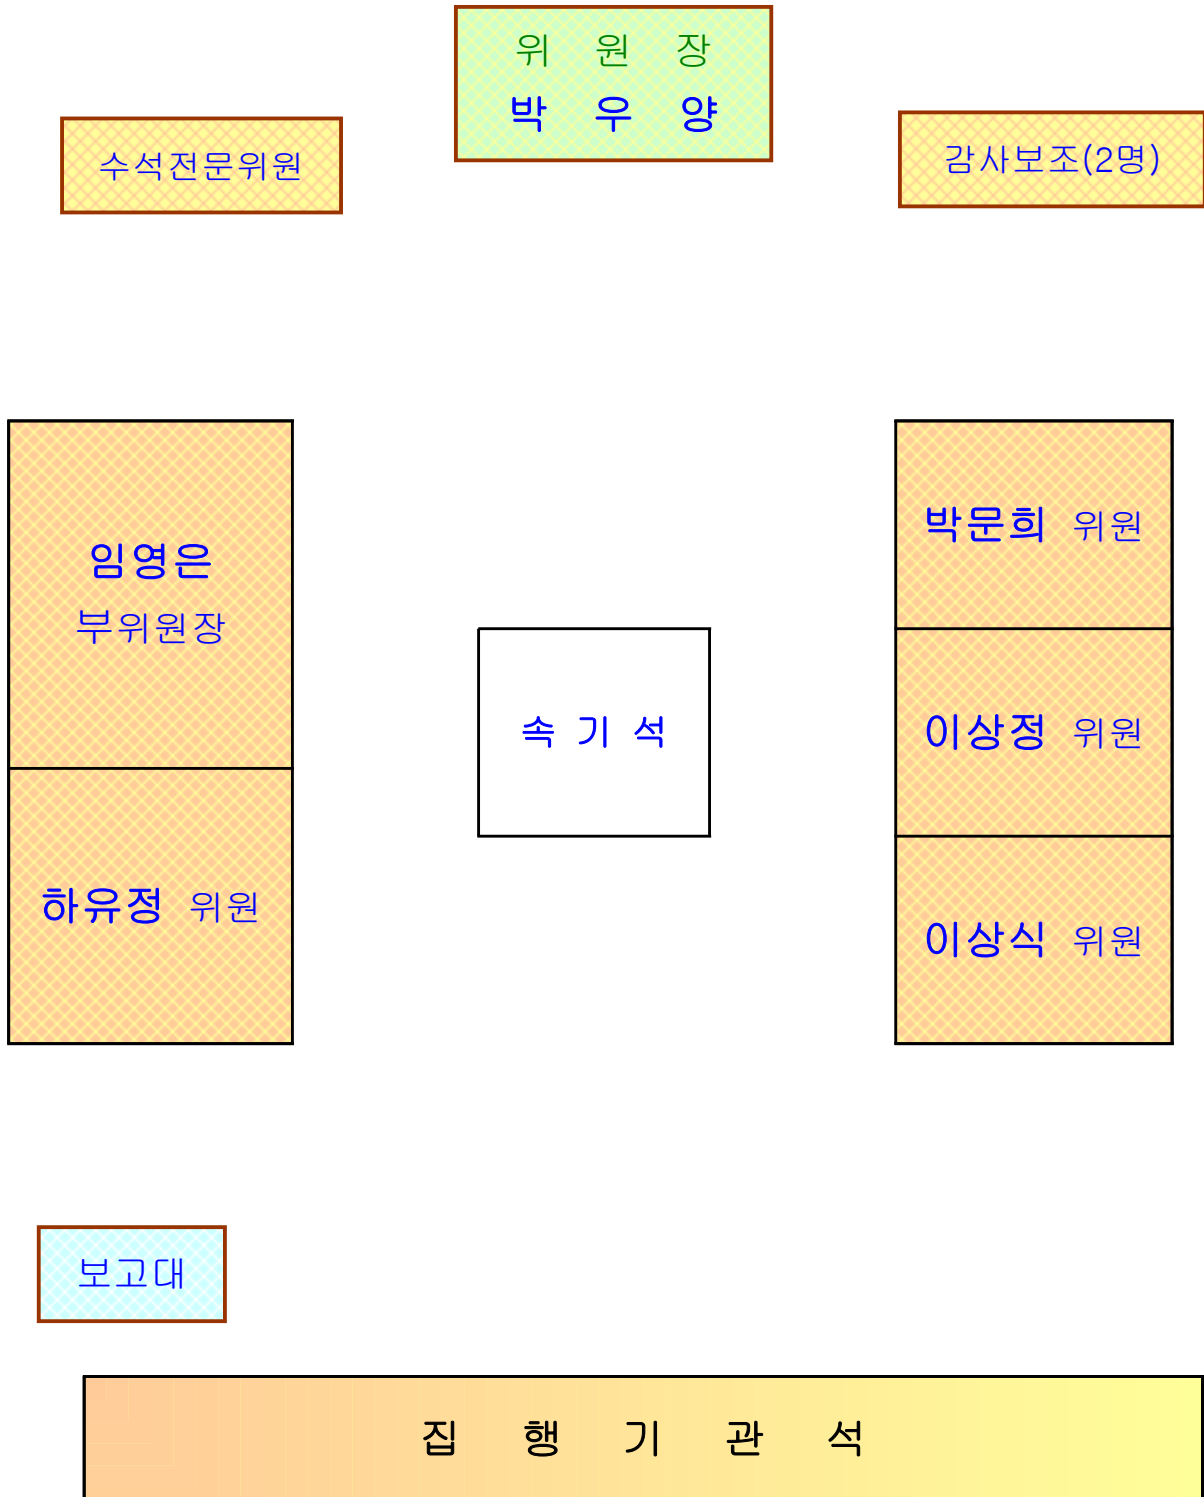 위 원 장
박 우 양
수석전문위원
감사보조(2명)
임영은
부위원장
하유정 위원
속 기 석
박문희 위원
이상정 위원
이상식 위원
보고대
집 행 기 관 석